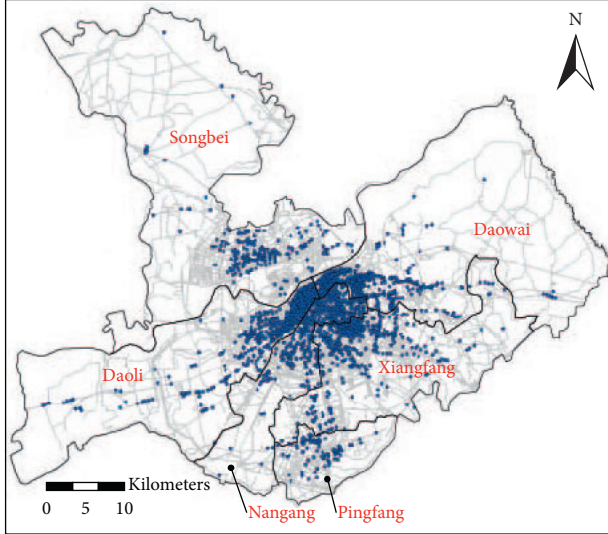 N
Songbei
Daowai
Daoli
Xiangfang
Kilometers
0 5 10
Nangang
Pingfang